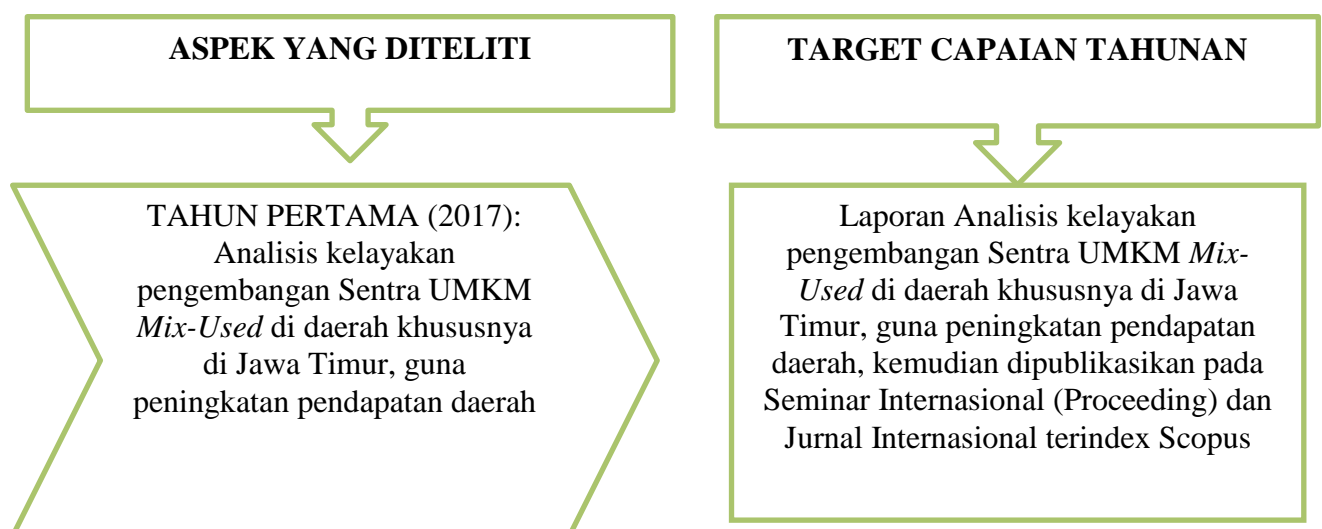 ASPEK YANG DITELITI
TARGET CAPAIAN TAHUNAN
TAHUN PERTAMA (2017):
Analisis kelayakan
pengembangan Sentra UMKM
Mix-Used di daerah khususnya
di Jawa Timur, guna
peningkatan pendapatan daerah
Laporan Analisis kelayakan
pengembangan Sentra UMKM Mix-
Used di daerah khususnya di Jawa
Timur, guna peningkatan pendapatan
daerah, kemudian dipublikasikan pada
Seminar Internasional (Proceeding) dan
Jurnal Internasional terindex Scopus